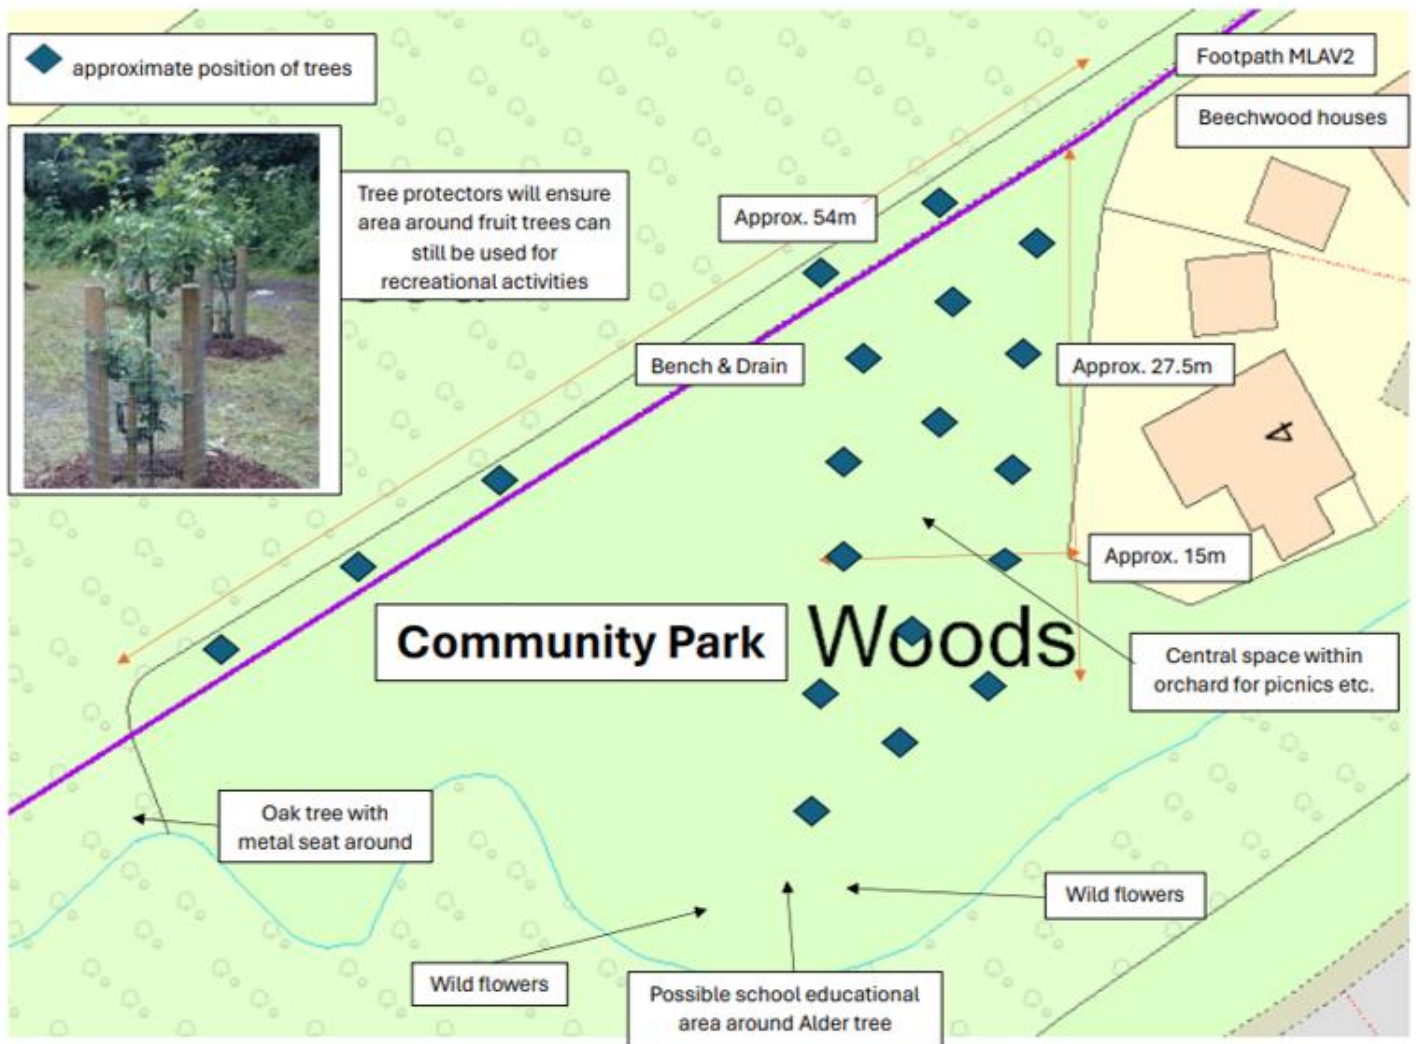 approximate position of trees
Footpath MLAV2
Beechwood houses
Tree protectors will ensure
area around fruit trees can
still be used for
recreational activities
Approx. 54m
Bench & Drain
Approx. 27.5m
Approx. 15m
Community Park
Woods
Central space within
orchard for picnics etc.
Oak tree with
metal seat around
Wild flowers
Wild flowers
Possible school educational
area around Alder tree